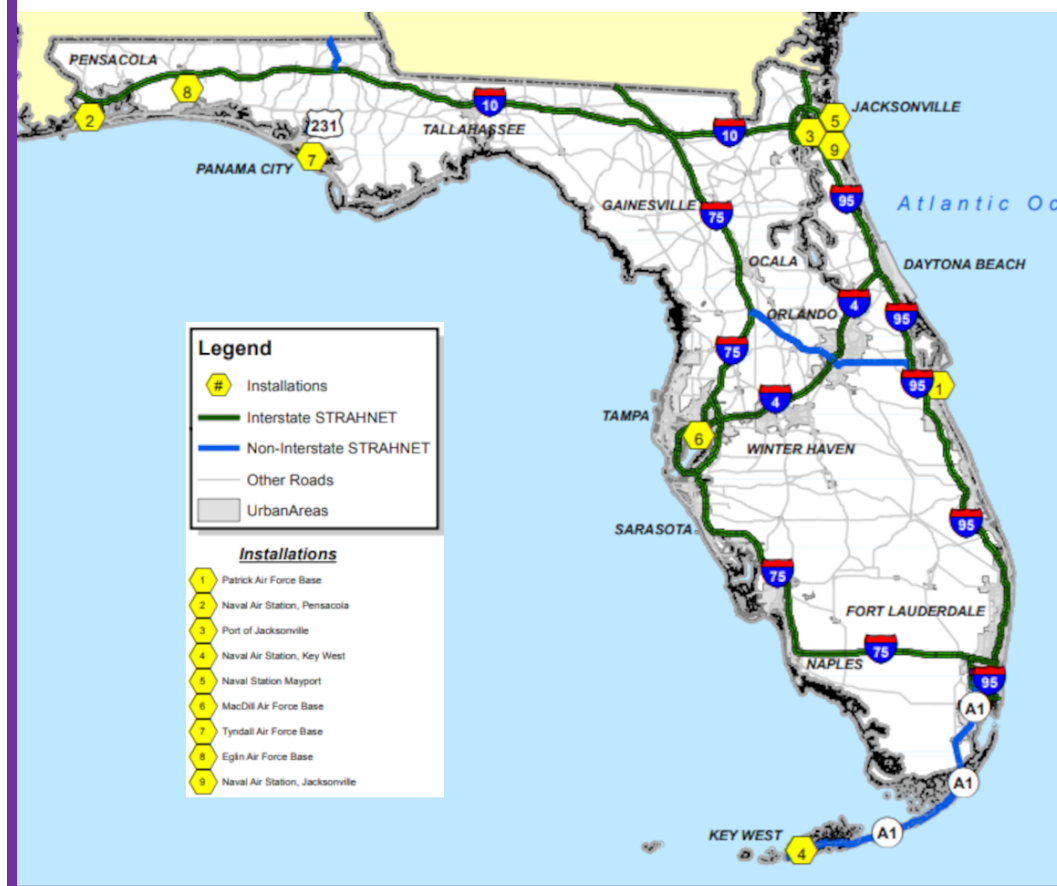 PENSACOLA
8
2
231
7
PANAMA CITY
10
TALLAHASSEE
10
JACKSONVILLE
5
3
9
95
Atlantic Oc
GAINESVILLE
75
OCALA
DAYTONA BEACH
4
ORLANDO
95
75
95
1
4
TAMPA
6
WINTER HAVEN
SARASOTA
95
75
FORT LAUDERDALE
75
NAPLES
95
A1
A1
A1
KEY WEST
4
Legend
# Installations
Interstate STRAHNET
Non-Interstate STRAHNET
Other Roads
UrbanAreas
Installations
1 Patrick Air Force Base
2 Naval Air Station, Pensacola
3 Port of Jacksonville
4 Naval Air Station, Key West
5 Naval Station Mayport
6 MacDill Air Force Base
7 Tyndall Air Force Base
8 Eglin Air Force Base
9 Naval Air Station, Jacksonville